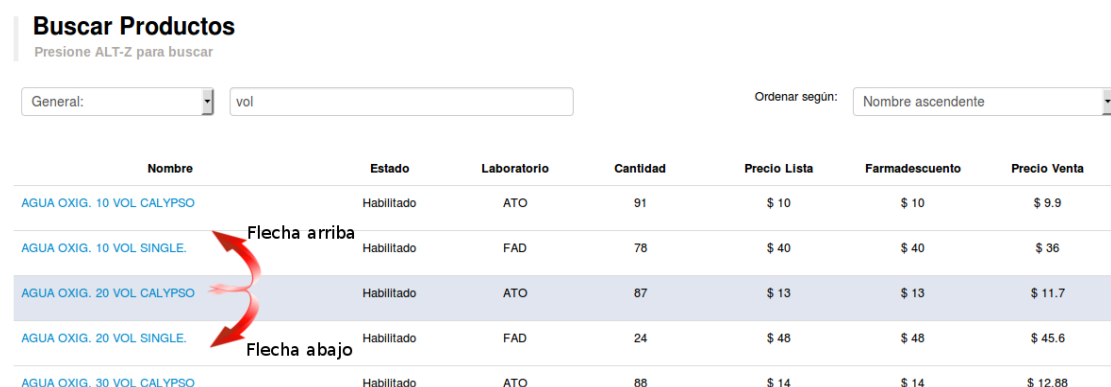 Buscar Productos
Presione ALT-Z para buscar
General: vol Ordenar según: Nombre ascendente
Nombre Estado Laboratorio Cantidad Precio Lista Farmadescuento Precio Venta
AGUA OXIG. 10 VOL CALYPSO Habilitado ATO 91 $ 10 $ 10 $ 9.9
Flecha arriba
AGUA OXIG. 10 VOL SINGLE. Habilitado FAD 78 $ 40 $ 40 $ 36
AGUA OXIG. 20 VOL CALYPSO Habilitado ATO 87 $ 13 $ 13 $ 11.7
AGUA OXIG. 20 VOL SINGLE. Habilitado FAD 24 $ 48 $ 48 $ 45.6
Flecha abajo
AGUA OXIG. 30 VOL CALYPSO Habilitado ATO 88 $ 14 $ 14 $ 12.88